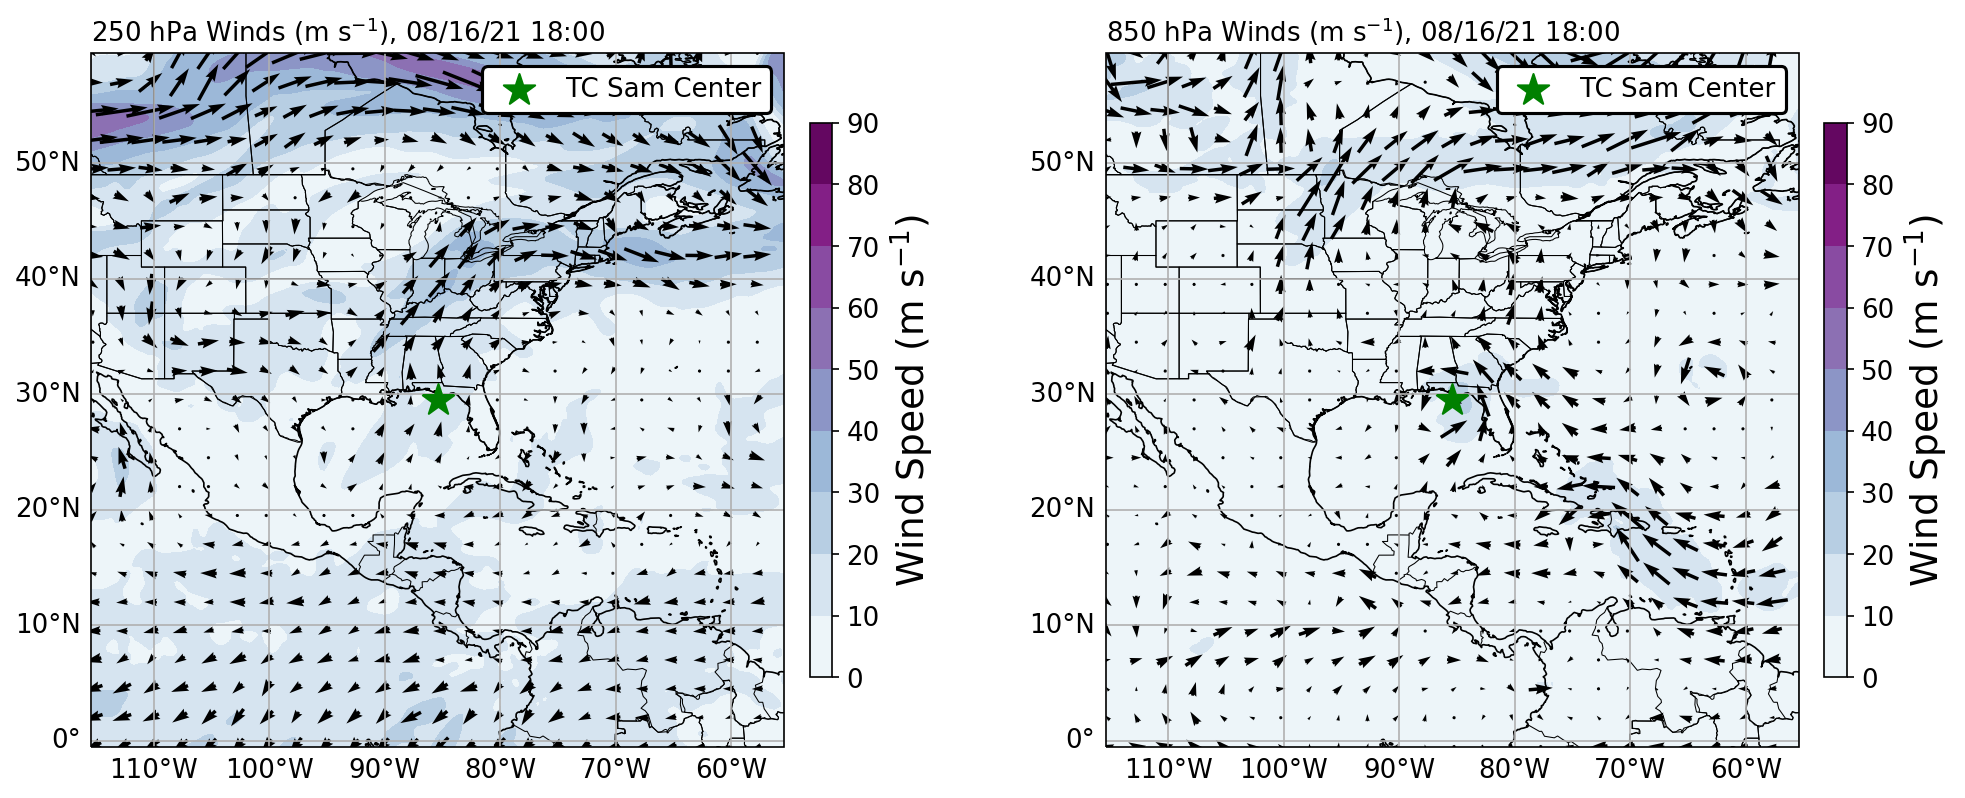 250 hPa Winds (m s⁻¹), 08/16/21 18:00
TC Sam Center
50°N
40°N
30°N
20°N
10°N
0°
110°W 100°W 90°W 80°W 70°W 60°W
90
80
70
60
50
40
30
20
10
0
Wind Speed (m s⁻¹)
850 hPa Winds (m s⁻¹), 08/16/21 18:00
TC Sam Center
50°N
40°N
30°N
20°N
10°N
0°
110°W 100°W 90°W 80°W 70°W 60°W
90
80
70
60
50
40
30
20
10
0
Wind Speed (m s⁻¹)